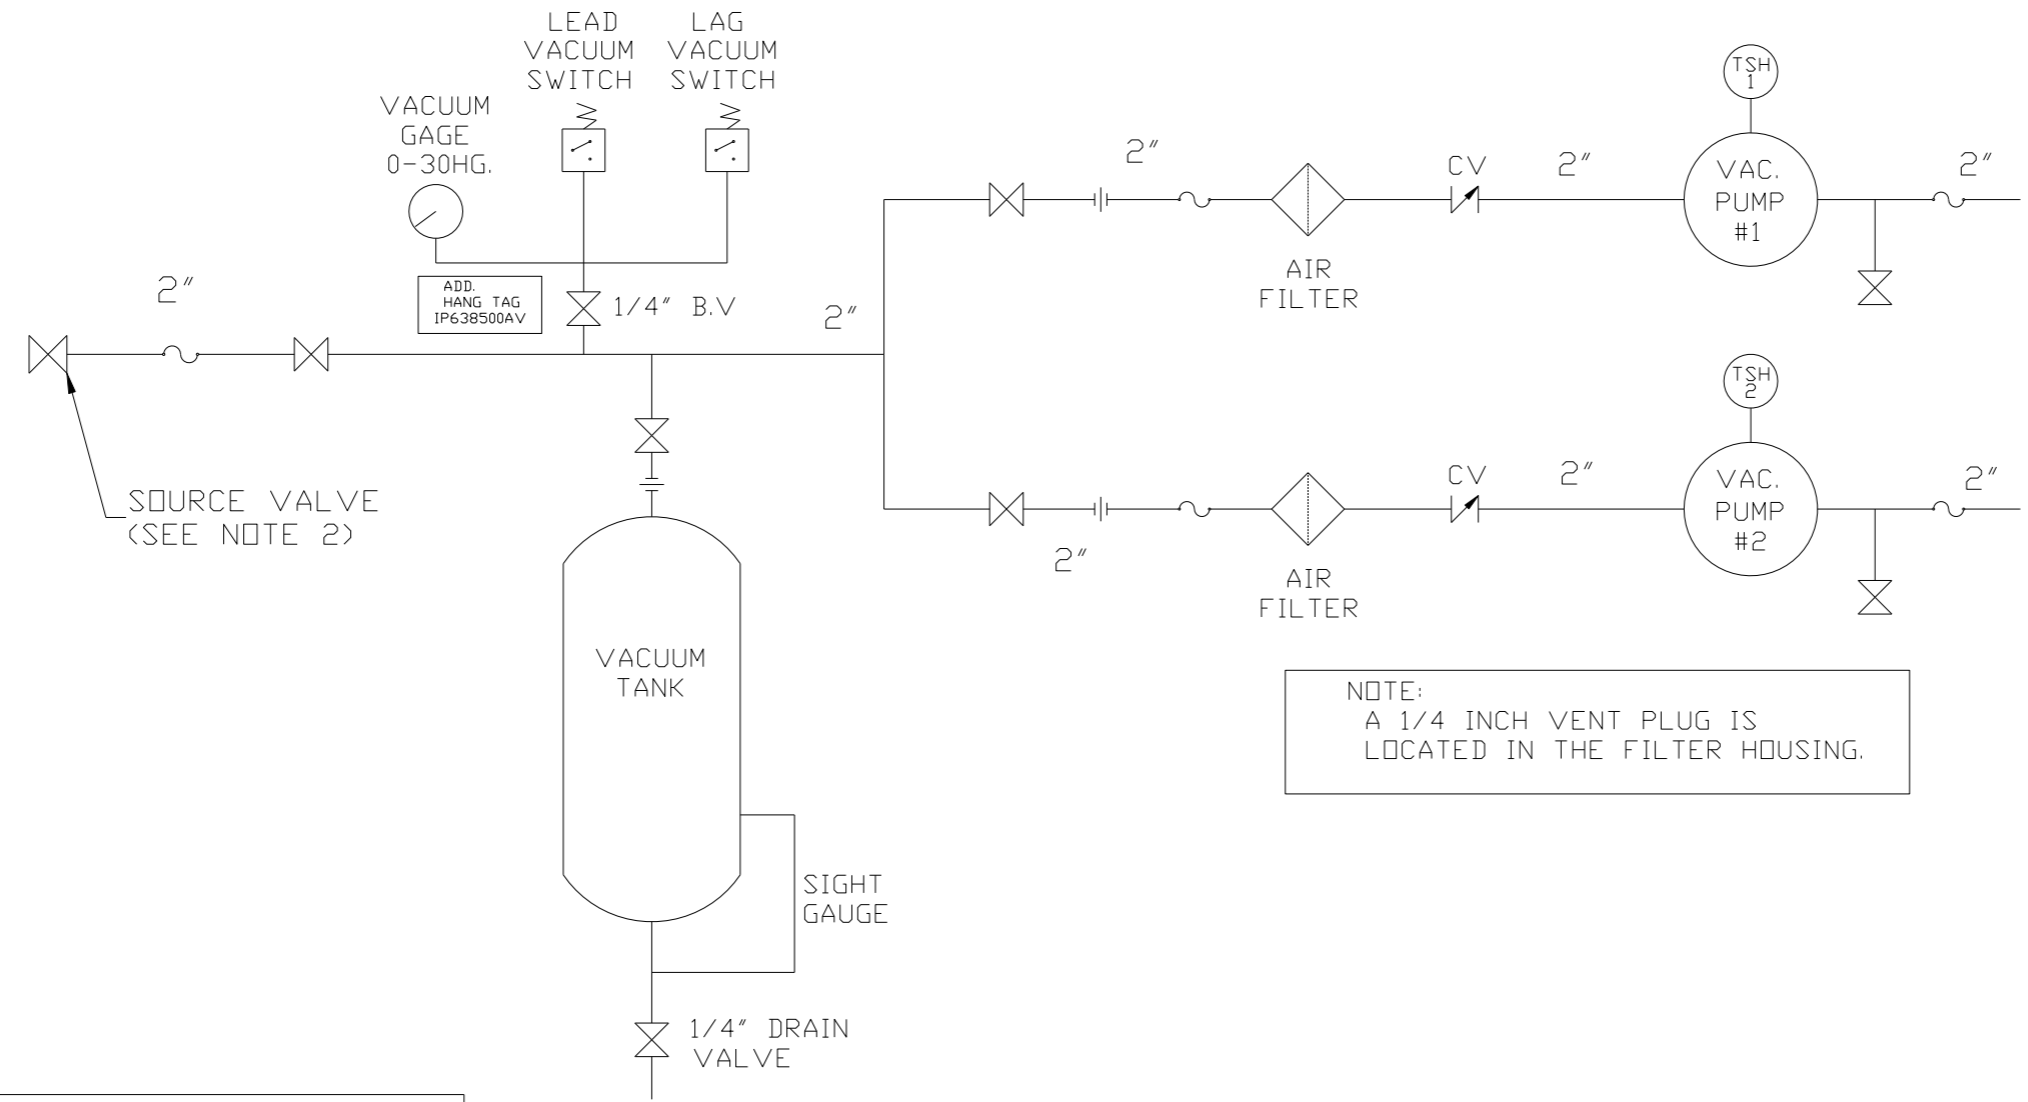 LEAD
VACUUM
SWITCH
LAG
VACUUM
SWITCH
VACUUM
GAGE
0-30HG.
ADD.
HANG TAG
IP638500AV
1/4" B.V
2"
2"
SOURCE VALVE
(SEE NOTE 2)
2"
AIR
FILTER
CV
2"
TSH
1
VAC.
PUMP
#1
2"
2"
AIR
FILTER
CV
2"
TSH
2
VAC.
PUMP
#2
2"
VACUUM
TANK
SIGHT
GAUGE
1/4" DRAIN
VALVE
NOTE:
A 1/4 INCH VENT PLUG IS
LOCATED IN THE FILTER HOUSING.